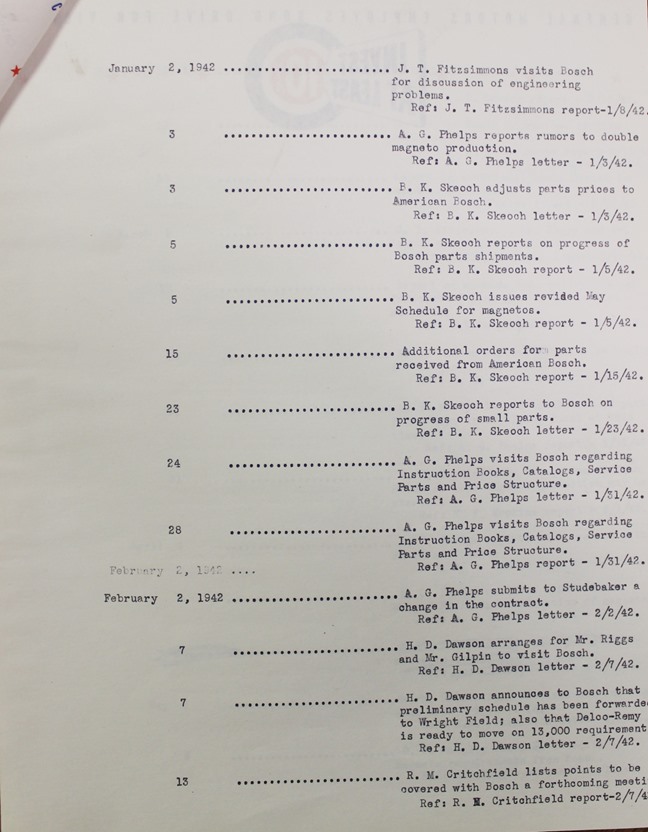 January 2, 1942 ........................ J. T. Fitzsimmons visits Bosch
for discussion of engineering
problems.
Ref: J. T. Fitzsimmons report-1/8/42.
3 ........................ A. G. Phelps reports rumors to double
magneto production.
Ref: A. G. Phelps letter - 1/3/42.
3 ........................ B. K. Skeoch adjusts parts prices to
American Bosch.
Ref: B. K. Skeoch letter - 1/3/42.
5 ........................ B. K. Skeoch reports on progress of
Bosch parts shipments.
Ref: B. K. Skeoch report - 1/5/42.
5 ........................ B. K. Skeoch issues revided May
Schedule for magnetos.
Ref: B. K. Skeoch report - 1/5/42.
15 ........................ Additional orders for parts
received from American Bosch.
Ref: B. K. Skeoch report - 1/15/42.
23 ........................ B. K. Skeoch reports to Bosch on
progress of small parts.
Ref: B. K. Skeoch letter - 1/23/42.
24 ........................ A. G. Phelps visits Bosch regarding
Instruction Books, Catalogs, Service
Parts and Price Structure.
Ref: A. G. Phelps letter - 1/31/42.
28 ........................ A. G. Phelps visits Bosch regarding
Instruction Books, Catalogs, Service
Parts and Price Structure.
Ref: A. G. Phelps report - 1/31/42.
February 2, 1942 ....
February 2, 1942 ........................ A. G. Phelps submits to Studebaker a
change in the contract.
Ref: A. G. Phelps letter - 2/2/42.
7 ........................ H. D. Dawson arranges for Mr. Riggs
and Mr. Gilpin to visit Bosch.
Ref: H. D. Dawson letter - 2/7/42.
7 ........................ H. D. Dawson announces to Bosch that
preliminary schedule has been forwarde
to Wright Field; also that Delco-Remy
is ready to move on 13,000 requirement
Ref: H. D. Dawson letter - 2/7/42.
13 ........................ R. M. Critchfield lists points to be
covered with Bosch a forthcoming meeti
Ref: R. M. Critchfield report-2/7/4